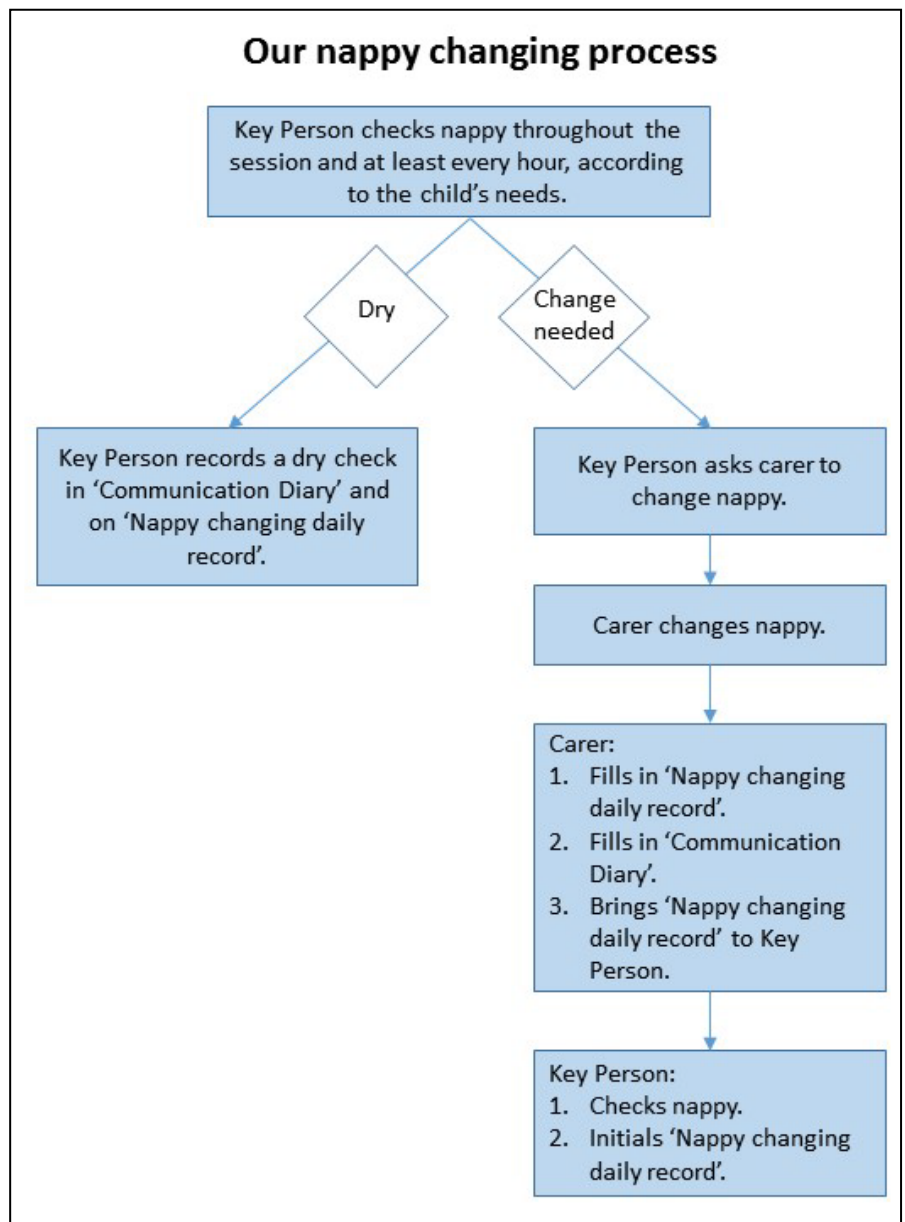 Our nappy changing process
Key Person checks nappy throughout the
session and at least every hour, according
to the child’s needs.
Dry
Change
needed
Key Person records a dry check
in ‘Communication Diary’ and
on ‘Nappy changing daily
record’.
Key Person asks carer to
change nappy.
Carer changes nappy.
Carer:
1. Fills in ‘Nappy changing
daily record’.
2. Fills in ‘Communication
Diary’.
3. Brings ‘Nappy changing
daily record’ to Key
Person.
Key Person:
1. Checks nappy.
2. Initials ‘Nappy changing
daily record’.